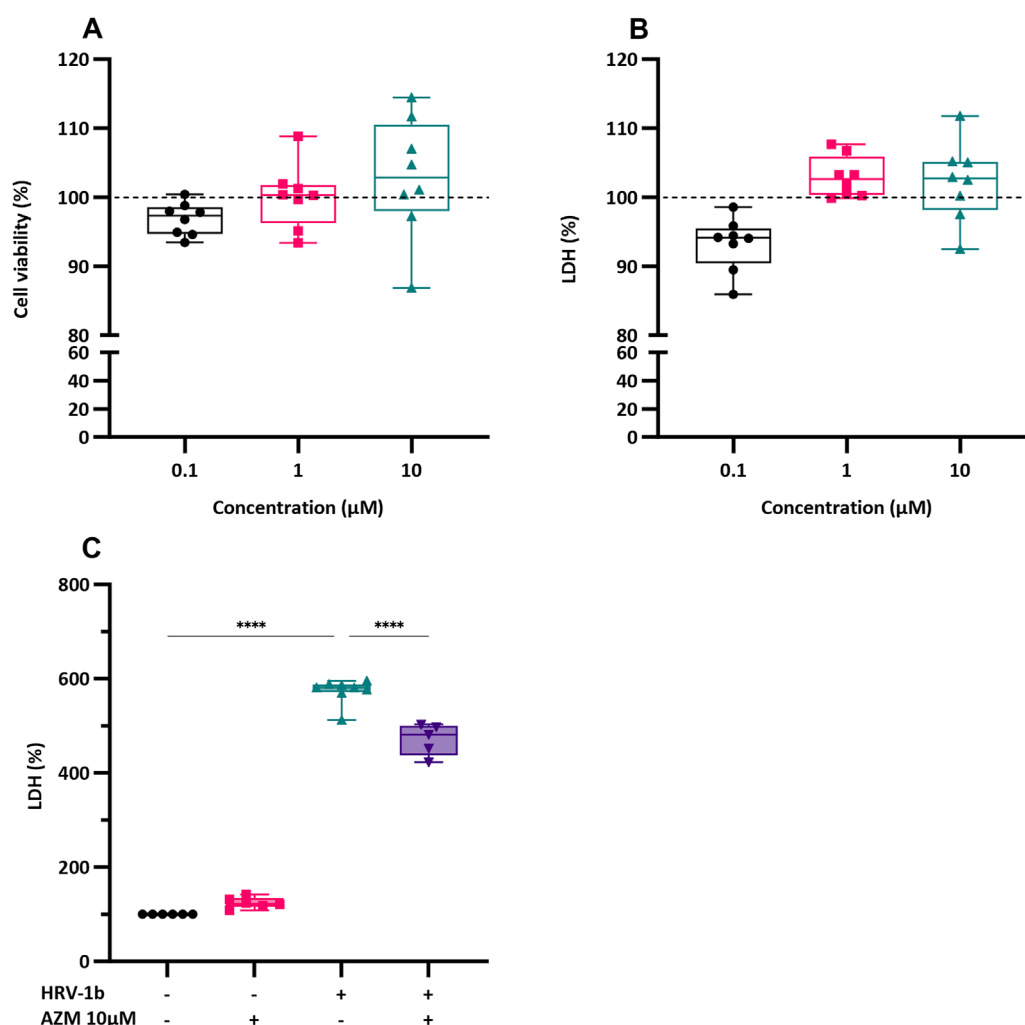 A
120
110
100
90
80
60
40
20
0
Cell viability (%)
0.1 1 10
Concentration (µM)
B
120
110
100
90
80
60
40
20
0
LDH (%)
0.1 1 10
Concentration (µM)
C
800
600
400
200
0
LDH (%)
**** ****
HRV-1b - - + +
AZM 10µM - + - +